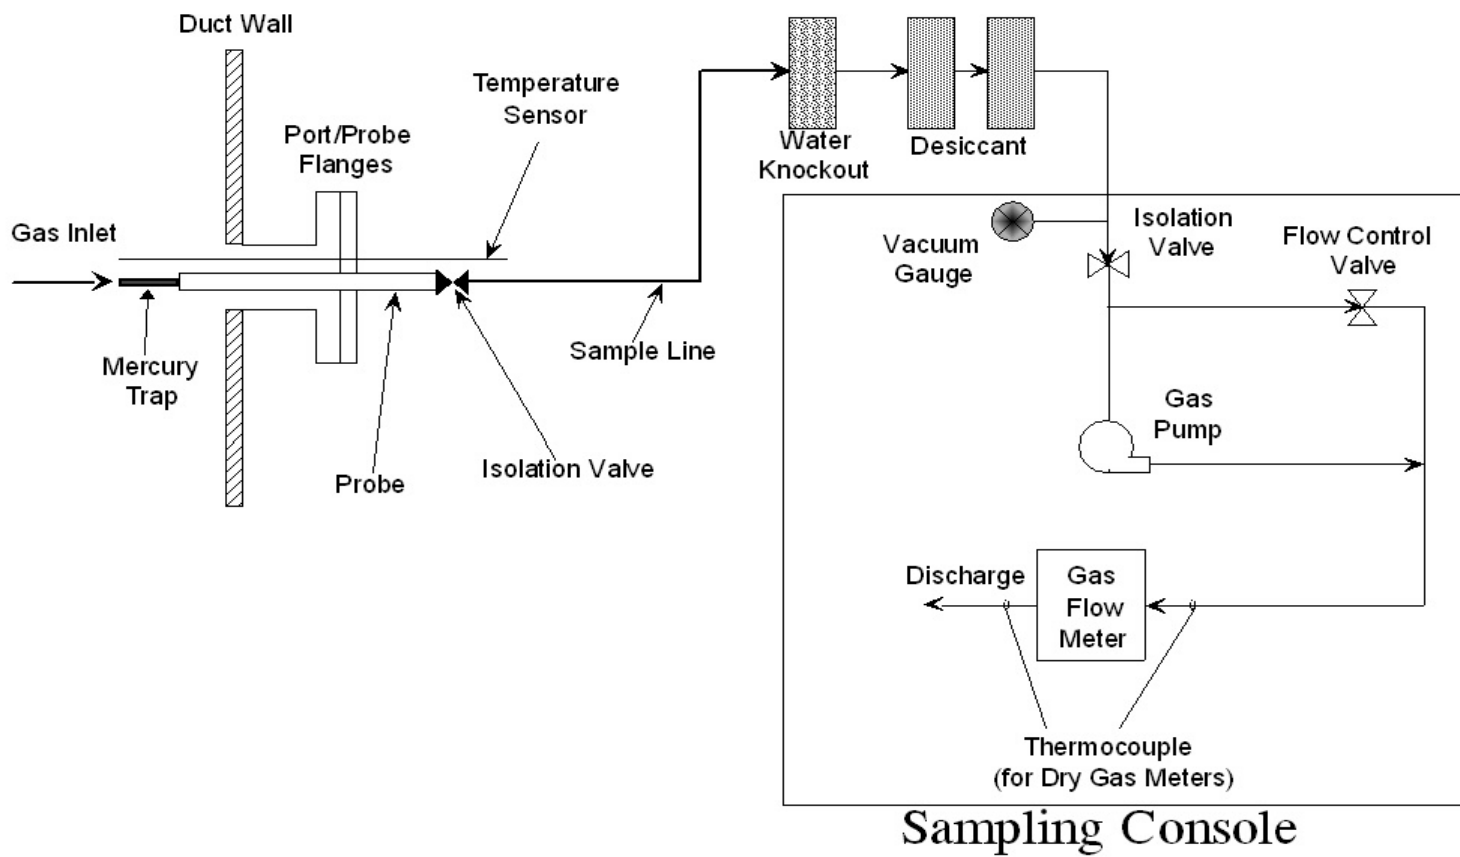 Duct Wall
Temperature
Sensor
Port/Probe
Flanges
Gas Inlet
Mercury
Trap
Probe
Isolation Valve
Sample Line
Water
Knockout
Desiccant
Vacuum
Gauge
Isolation
Valve
Flow Control
Valve
Gas
Pump
Discharge
Gas
Flow
Meter
Thermocouple
(for Dry Gas Meters)
Sampling Console